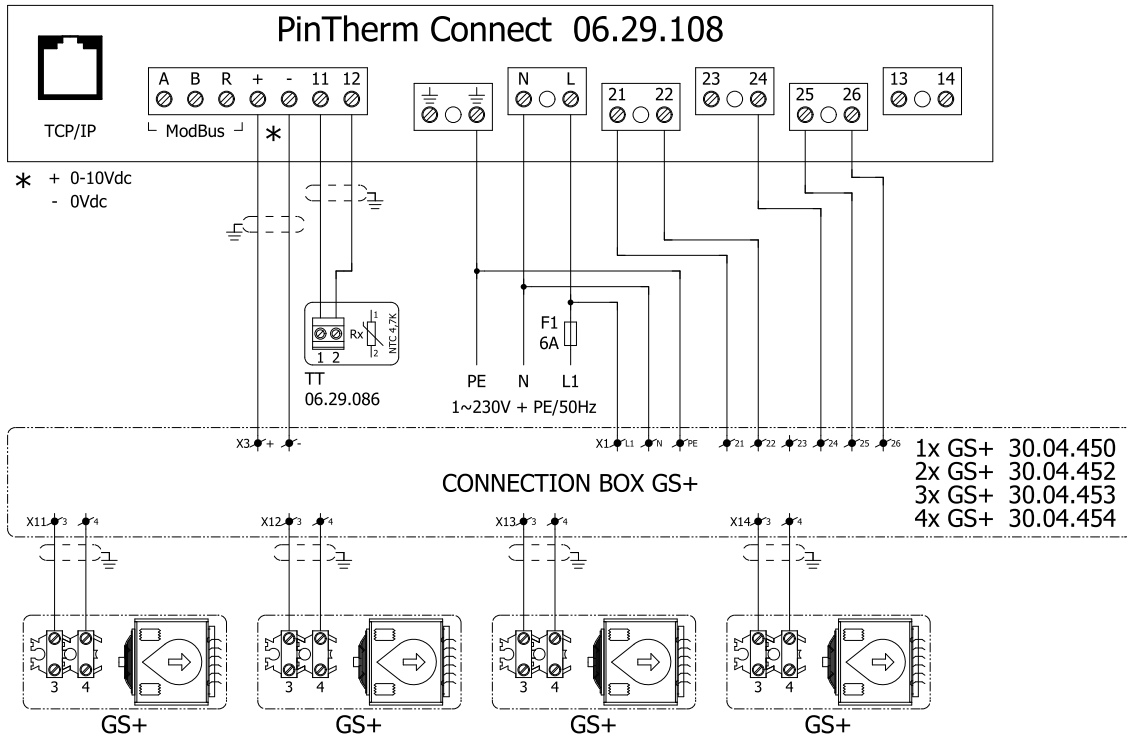 PinTherm Connect 06.29.108
A B R + - 11 12
N L
23 24
13 14
21 22
25 26
TCP/IP
ModBus
*
* + 0-10Vdc
- 0Vdc
Rx
1
2
NTC 4,7K
1 2
TT
06.29.086
F1
6A
PE N L1
1~230V + PE/50Hz
X3 + -
X1 L1 N PE 21 22 23 24 25 26
CONNECTION BOX GS+
1x GS+ 30.04.450
2x GS+ 30.04.452
3x GS+ 30.04.453
4x GS+ 30.04.454
X11 3 4
X12 3 4
X13 3 4
X14 3 4
3 4
3 4
3 4
3 4
GS+
GS+
GS+
GS+